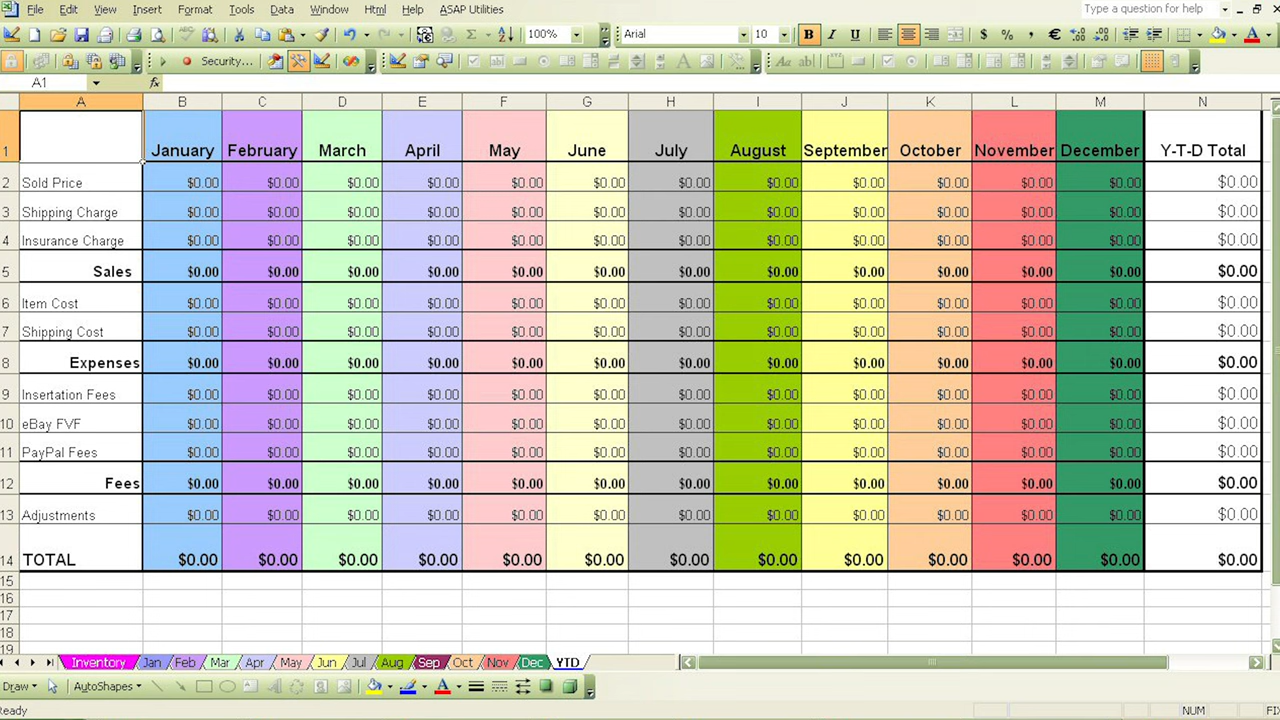 File Edit View Insert Format Tools Data Window Html Help ASAP Utilities Type a question for help
100% Arial 10 B I U $ % , €
Security...
A1 fx
A B C D E F G H I J K L M N
1 January February March April May June July August September October November December Y-T-D Total
2 Sold Price $0.00 $0.00 $0.00 $0.00 $0.00 $0.00 $0.00 $0.00 $0.00 $0.00 $0.00 $0.00 $0.00
3 Shipping Charge $0.00 $0.00 $0.00 $0.00 $0.00 $0.00 $0.00 $0.00 $0.00 $0.00 $0.00 $0.00 $0.00
4 Insurance Charge $0.00 $0.00 $0.00 $0.00 $0.00 $0.00 $0.00 $0.00 $0.00 $0.00 $0.00 $0.00 $0.00
5 Sales $0.00 $0.00 $0.00 $0.00 $0.00 $0.00 $0.00 $0.00 $0.00 $0.00 $0.00 $0.00 $0.00
6 Item Cost $0.00 $0.00 $0.00 $0.00 $0.00 $0.00 $0.00 $0.00 $0.00 $0.00 $0.00 $0.00 $0.00
7 Shipping Cost $0.00 $0.00 $0.00 $0.00 $0.00 $0.00 $0.00 $0.00 $0.00 $0.00 $0.00 $0.00 $0.00
8 Expenses $0.00 $0.00 $0.00 $0.00 $0.00 $0.00 $0.00 $0.00 $0.00 $0.00 $0.00 $0.00 $0.00
9 Insertation Fees $0.00 $0.00 $0.00 $0.00 $0.00 $0.00 $0.00 $0.00 $0.00 $0.00 $0.00 $0.00 $0.00
10 eBay FVF $0.00 $0.00 $0.00 $0.00 $0.00 $0.00 $0.00 $0.00 $0.00 $0.00 $0.00 $0.00 $0.00
11 PayPal Fees $0.00 $0.00 $0.00 $0.00 $0.00 $0.00 $0.00 $0.00 $0.00 $0.00 $0.00 $0.00 $0.00
12 Fees $0.00 $0.00 $0.00 $0.00 $0.00 $0.00 $0.00 $0.00 $0.00 $0.00 $0.00 $0.00 $0.00
13 Adjustments $0.00 $0.00 $0.00 $0.00 $0.00 $0.00 $0.00 $0.00 $0.00 $0.00 $0.00 $0.00 $0.00
14 TOTAL $0.00 $0.00 $0.00 $0.00 $0.00 $0.00 $0.00 $0.00 $0.00 $0.00 $0.00 $0.00 $0.00
15
16
17
18
19
Inventory Jan Feb Mar Apr May Jun Jul Aug Sep Oct Nov Dec YTD
Draw AutoShapes A
Ready NUM FI